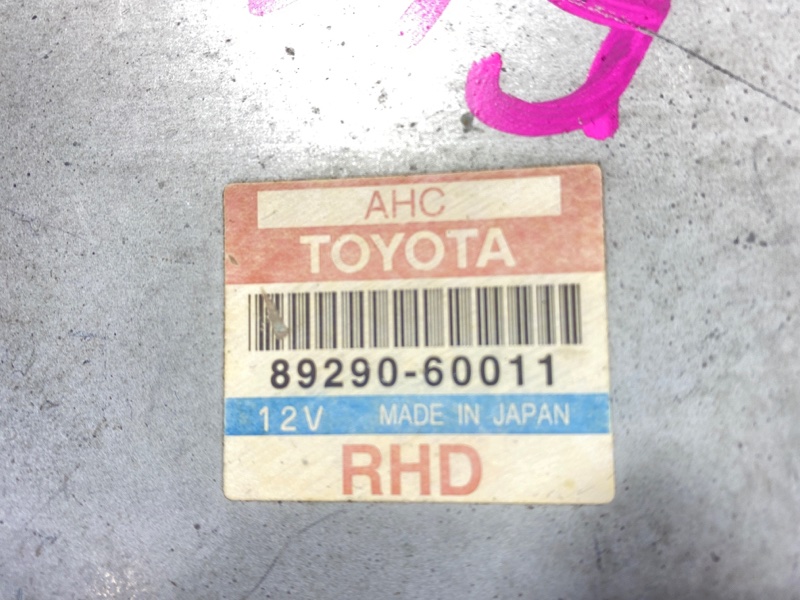 AHC
TOYOTA
89290-60011
12V MADE IN JAPAN
RHD